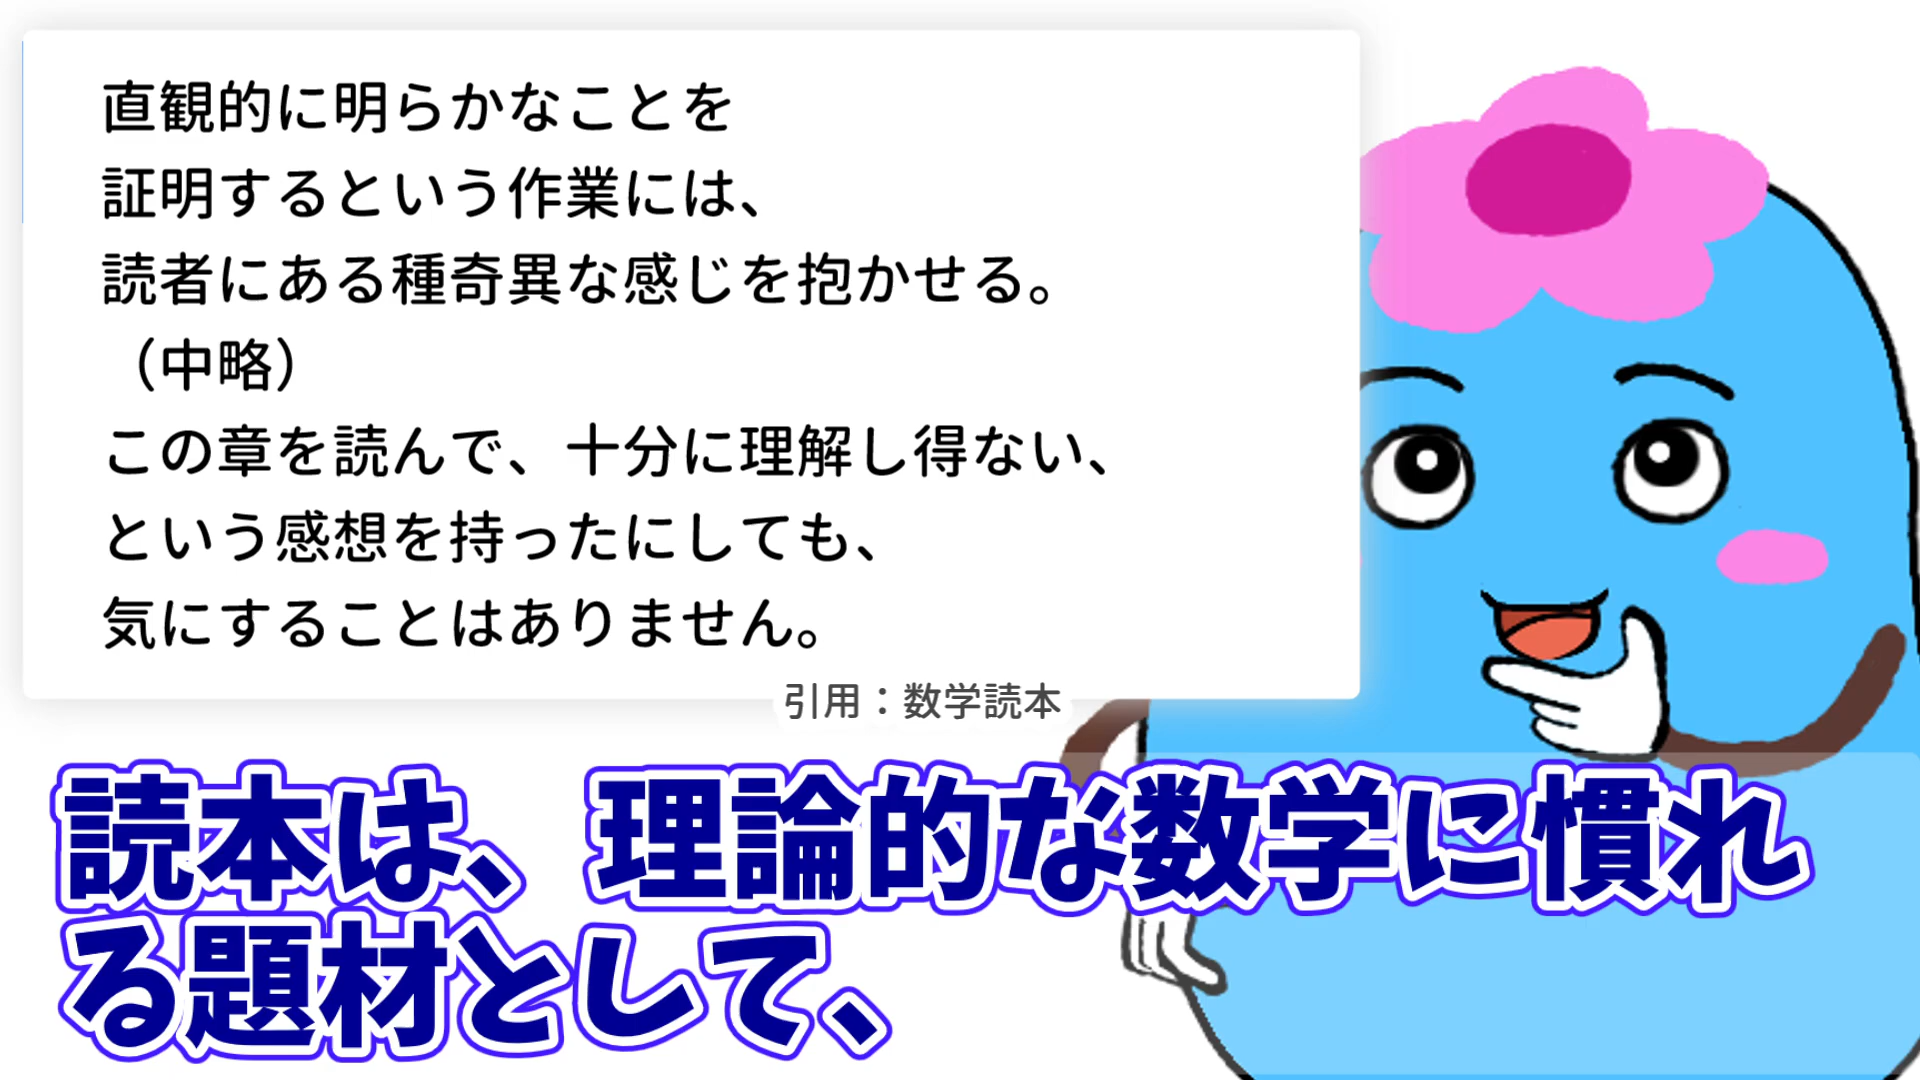 直観的に明らかなことを
証明するという作業には、
読者にある種奇異な感じを抱かせる。
（中略）
この章を読んで、十分に理解し得ない、
という感想を持ったにしても、
気にすることはありません。
引用：数学読本
読本は、理論的な数学に慣れ
る題材として、